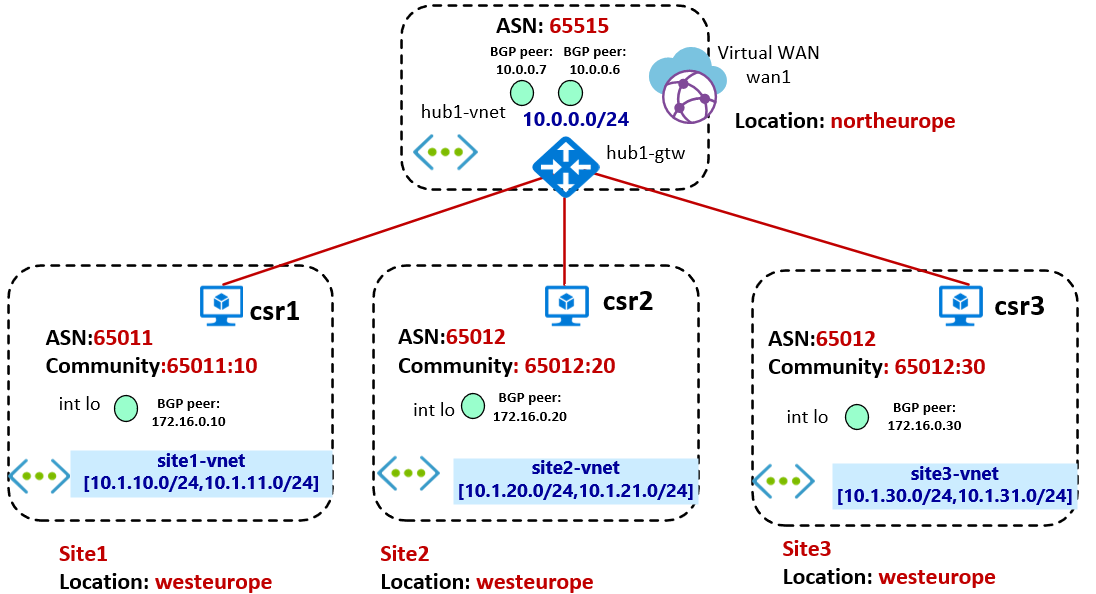 ASN: 65515
BGP peer:
10.0.0.7
BGP peer:
10.0.0.6
Virtual WAN
wan1
hub1-vnet
10.0.0.0/24
Location: northeurope
hub1-gtw
csr1
ASN:65011
Community:65011:10
int lo
BGP peer:
172.16.0.10
site1-vnet
[10.1.10.0/24,10.1.11.0/24]
Site1
Location: westeurope
csr2
ASN:65012
Community: 65012:20
int lo
BGP peer:
172.16.0.20
site2-vnet
[10.1.20.0/24,10.1.21.0/24]
Site2
Location: westeurope
csr3
ASN:65012
Community: 65012:30
int lo
BGP peer:
172.16.0.30
site3-vnet
[10.1.30.0/24,10.1.31.0/24]
Site3
Location: westeurope